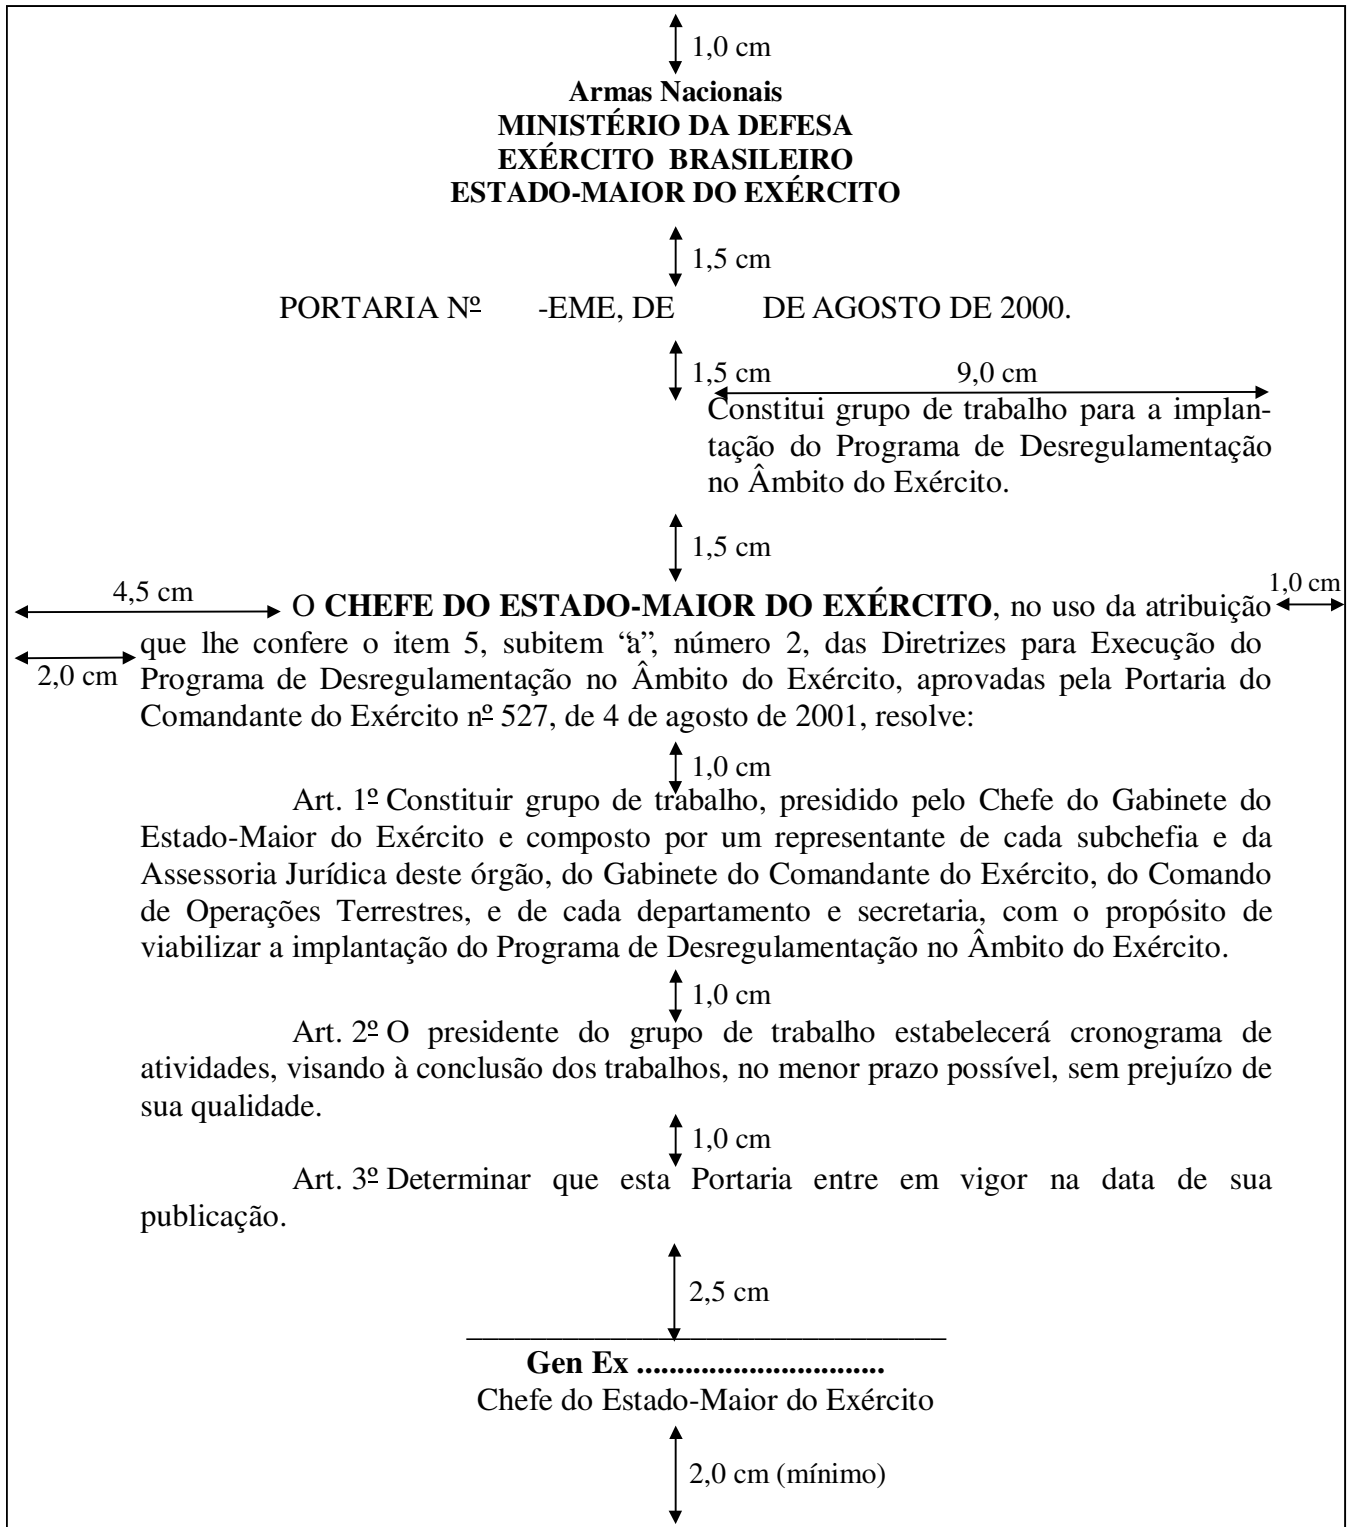 1,0 cm
Armas Nacionais
MINISTÉRIO DA DEFESA
EXÉRCITO BRASILEIRO
ESTADO-MAIOR DO EXÉRCITO
1,5 cm
PORTARIA Nº -EME, DE DE AGOSTO DE 2000.
1,5 cm 9,0 cm
Constitui grupo de trabalho para a implan-
tação do Programa de Desregulamentação
no Âmbito do Exército.
1,5 cm
4,5 cm 1,0 cm
O CHEFE DO ESTADO-MAIOR DO EXÉRCITO, no uso da atribuição
que lhe confere o item 5, subitem “a”, número 2, das Diretrizes para Execução do
2,0 cm Programa de Desregulamentação no Âmbito do Exército, aprovadas pela Portaria do
Comandante do Exército nº 527, de 4 de agosto de 2001, resolve:
1,0 cm
Art. 1º Constituir grupo de trabalho, presidido pelo Chefe do Gabinete do
Estado-Maior do Exército e composto por um representante de cada subchefia e da
Assessoria Jurídica deste órgão, do Gabinete do Comandante do Exército, do Comando
de Operações Terrestres, e de cada departamento e secretaria, com o propósito de
viabilizar a implantação do Programa de Desregulamentação no Âmbito do Exército.
1,0 cm
Art. 2º O presidente do grupo de trabalho estabelecerá cronograma de
atividades, visando à conclusão dos trabalhos, no menor prazo possível, sem prejuízo de
sua qualidade.
1,0 cm
Art. 3º Determinar que esta Portaria entre em vigor na data de sua
publicação.
2,5 cm
Gen Ex ...............................
Chefe do Estado-Maior do Exército
2,0 cm (mínimo)